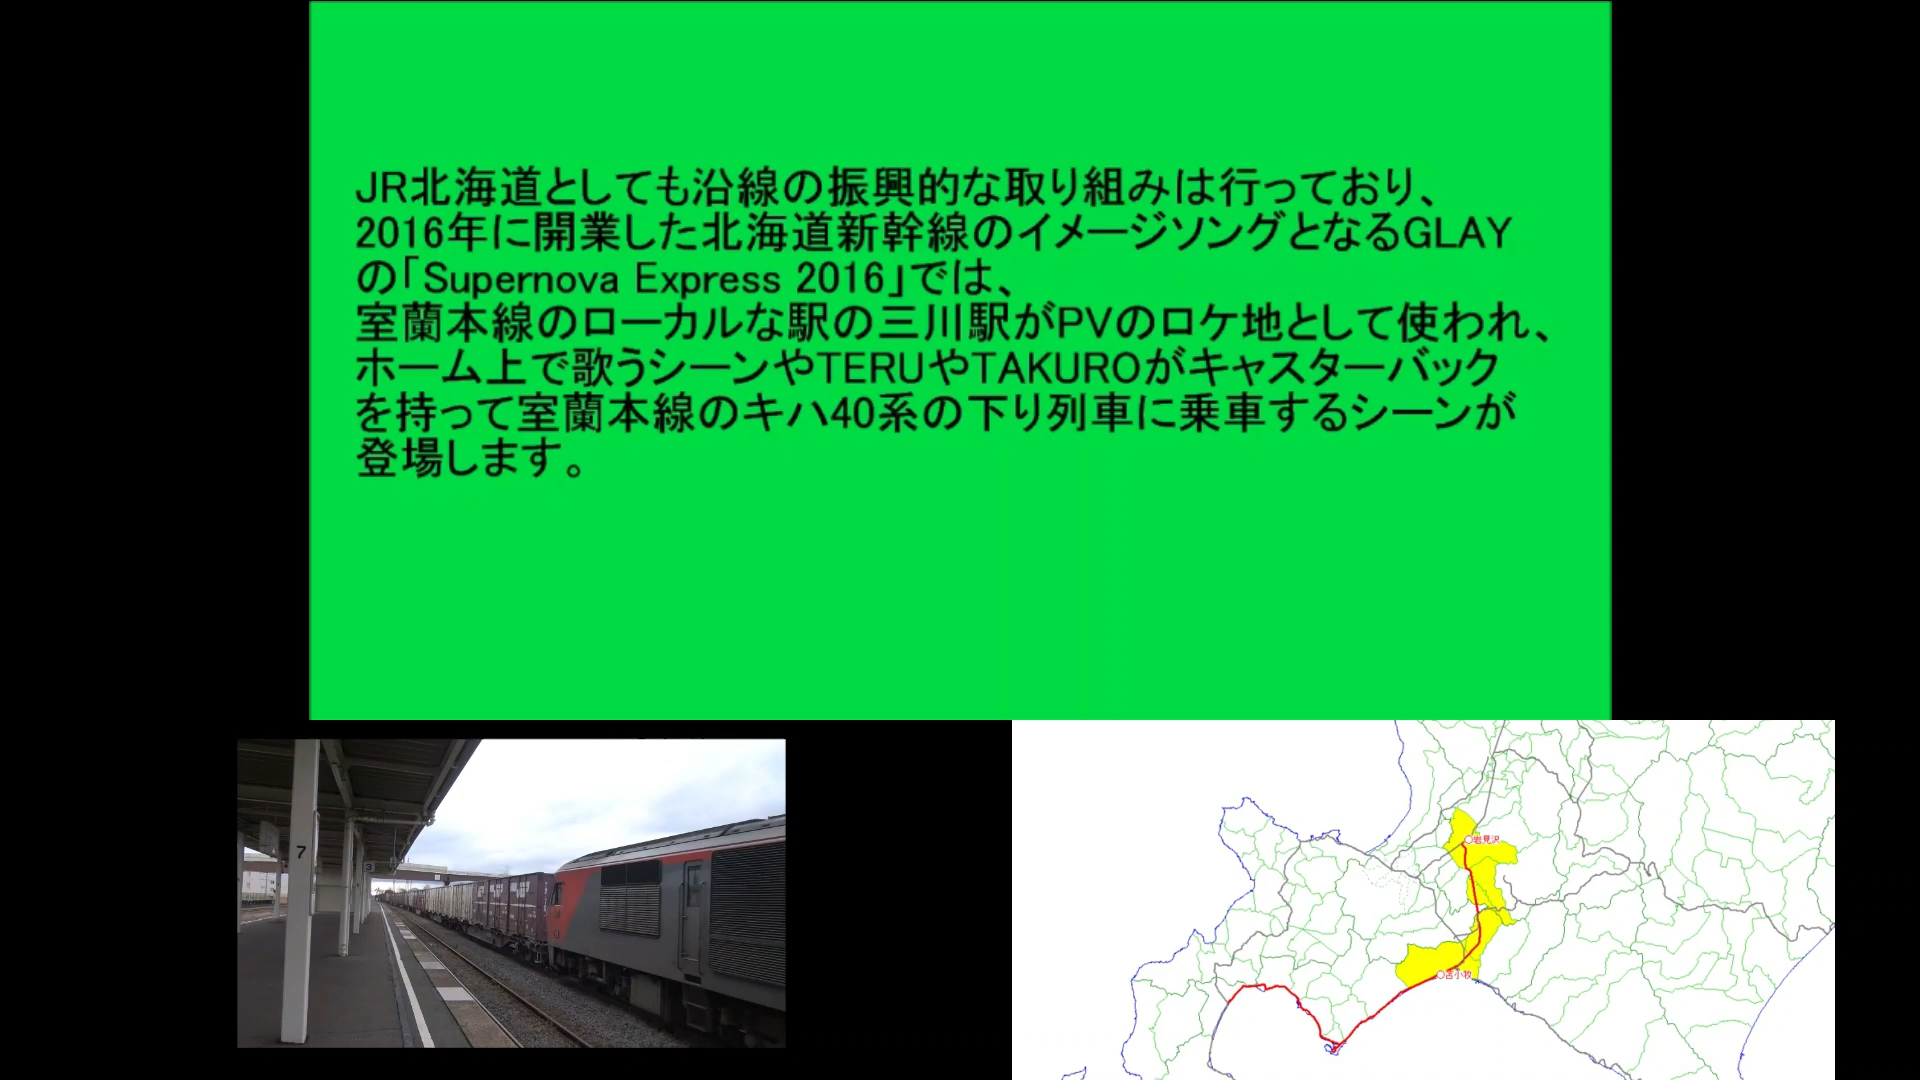 JR北海道としても沿線の振興的な取り組みは行っており、
2016年に開業した北海道新幹線のイメージソングとなるGLAY
の「Supernova Express 2016」では、
室蘭本線のローカルな駅の三川駅がPVのロケ地として使われ、
ホーム上で歌うシーンやTERUやTAKUROがキャスターバック
を持って室蘭本線のキハ40系の下り列車に乗車するシーンが
登場します。
7
3
岩見沢
苫小牧